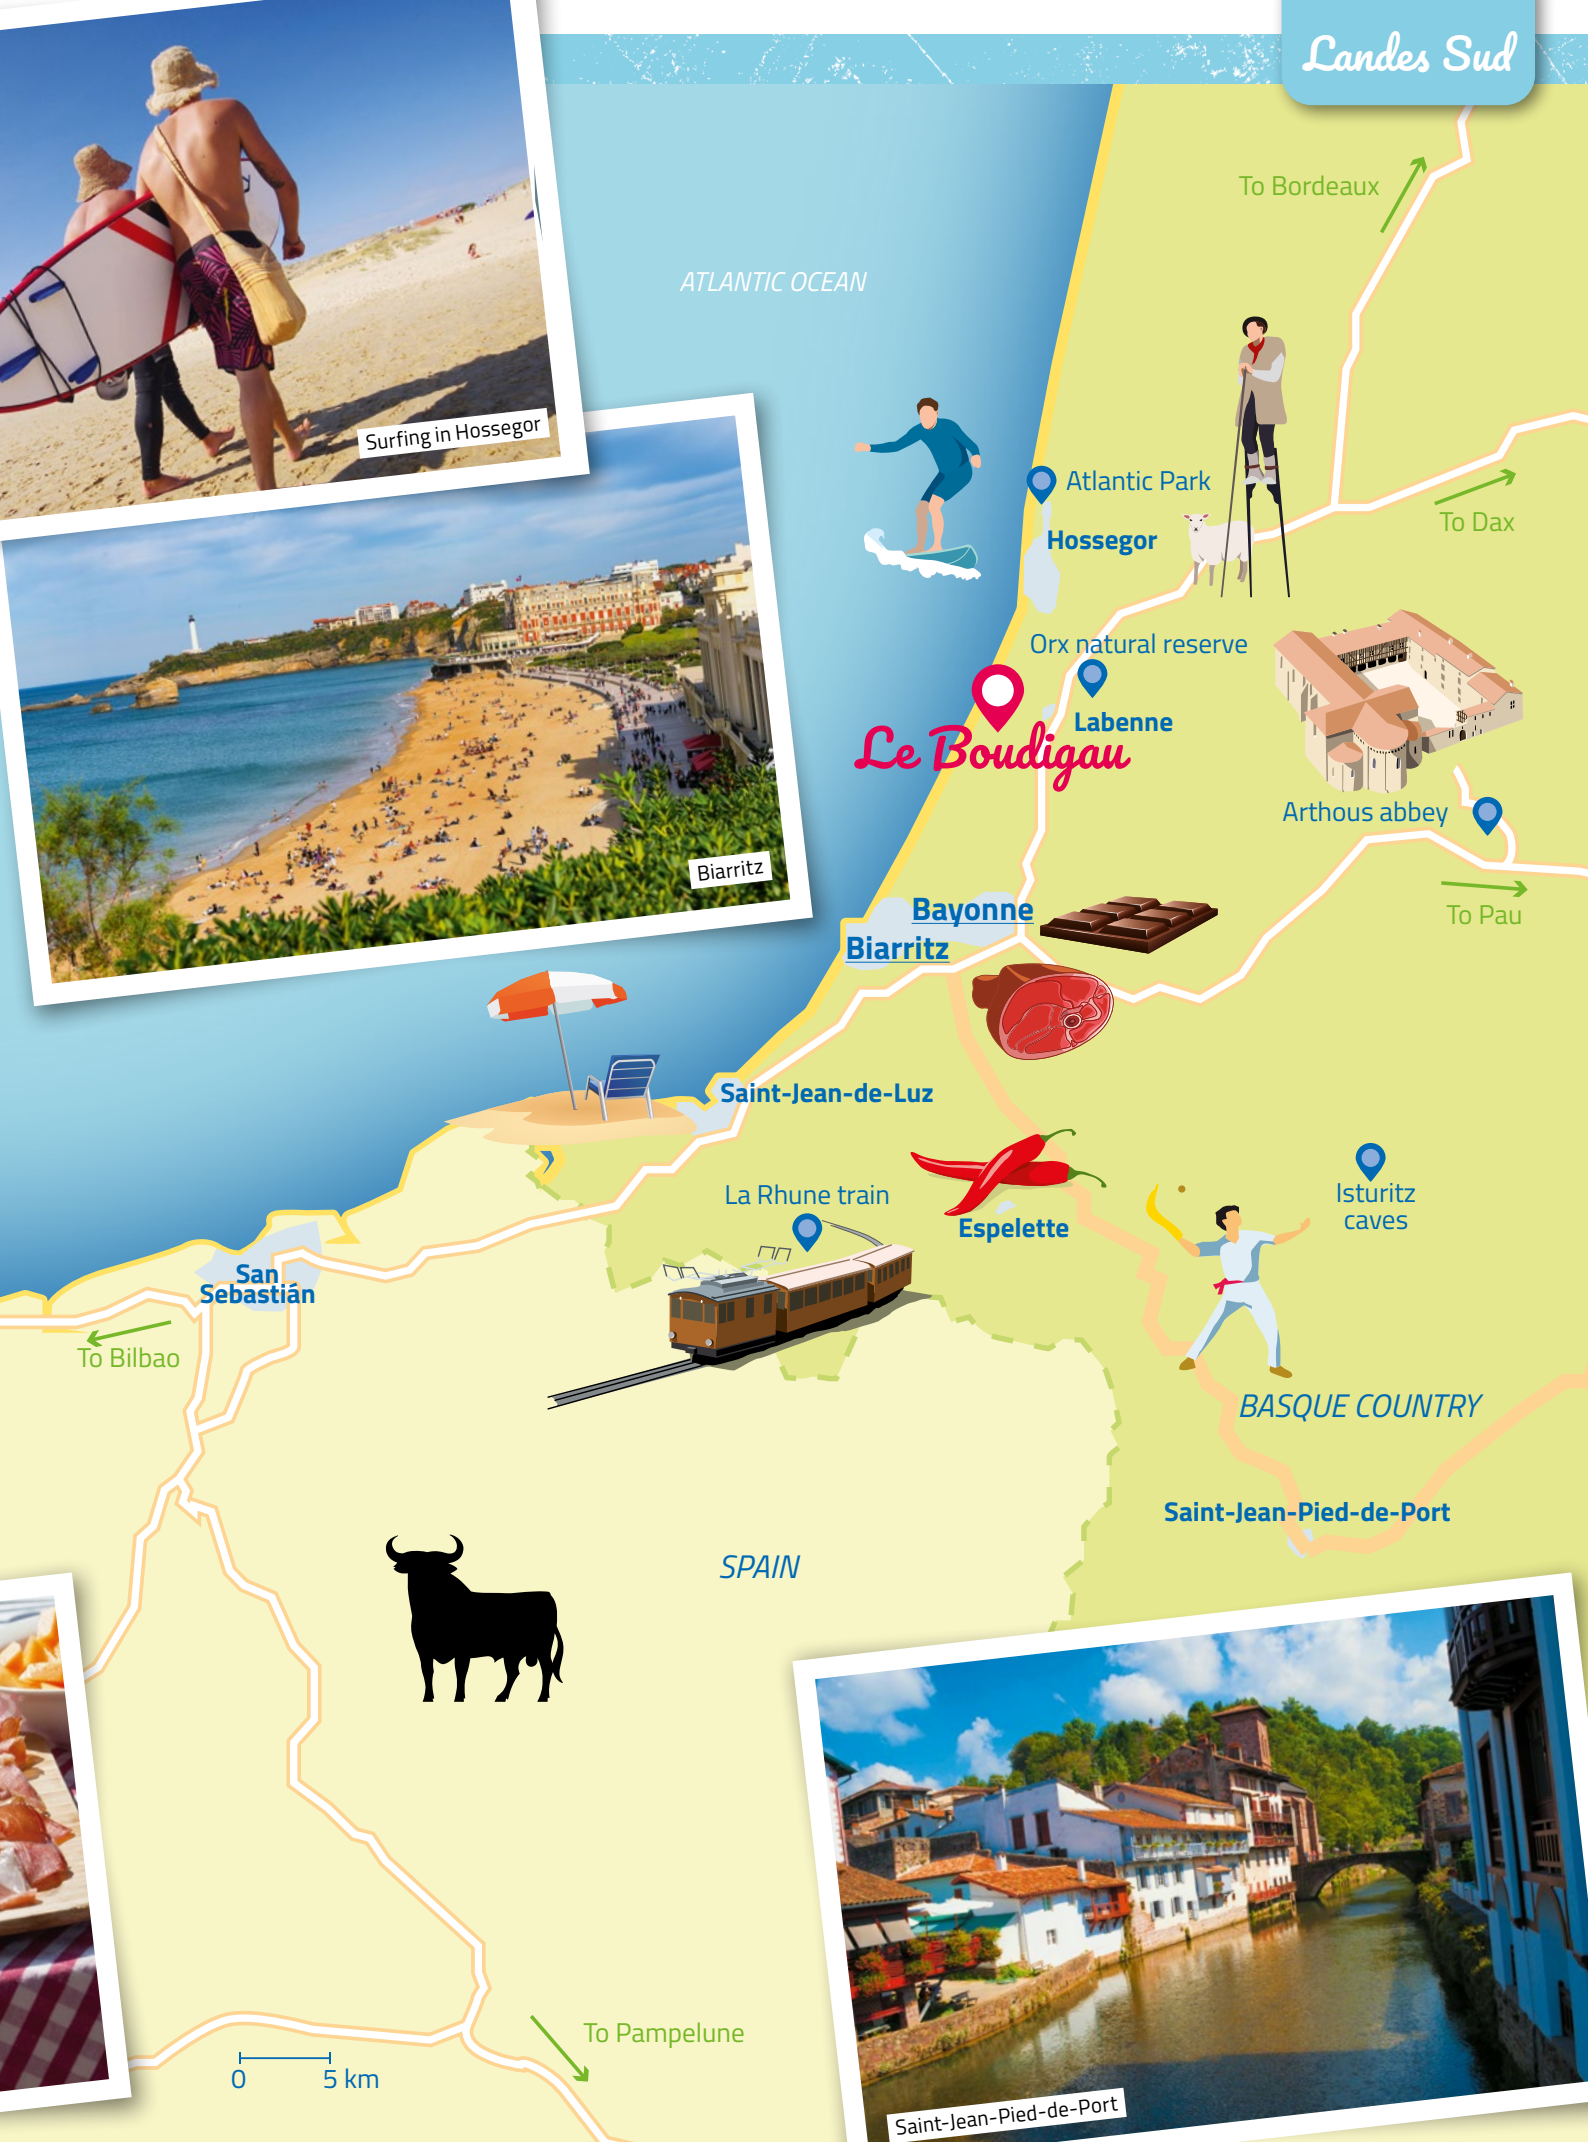 Landes Sud
To Bordeaux
ATLANTIC OCEAN
Surfing in Hossegor
Atlantic Park
To Dax
Hossegor
Orx natural reserve
Labenne
Le Boudigau
Arthous abbey
Biarritz
Bayonne
To Pau
Biarritz
Saint-Jean-de-Luz
La Rhune train
Isturitz
caves
Espelette
San
Sebastián
To Bilbao
BASQUE COUNTRY
Saint-Jean-Pied-de-Port
SPAIN
To Pampelune
0 5 km
Saint-Jean-Pied-de-Port